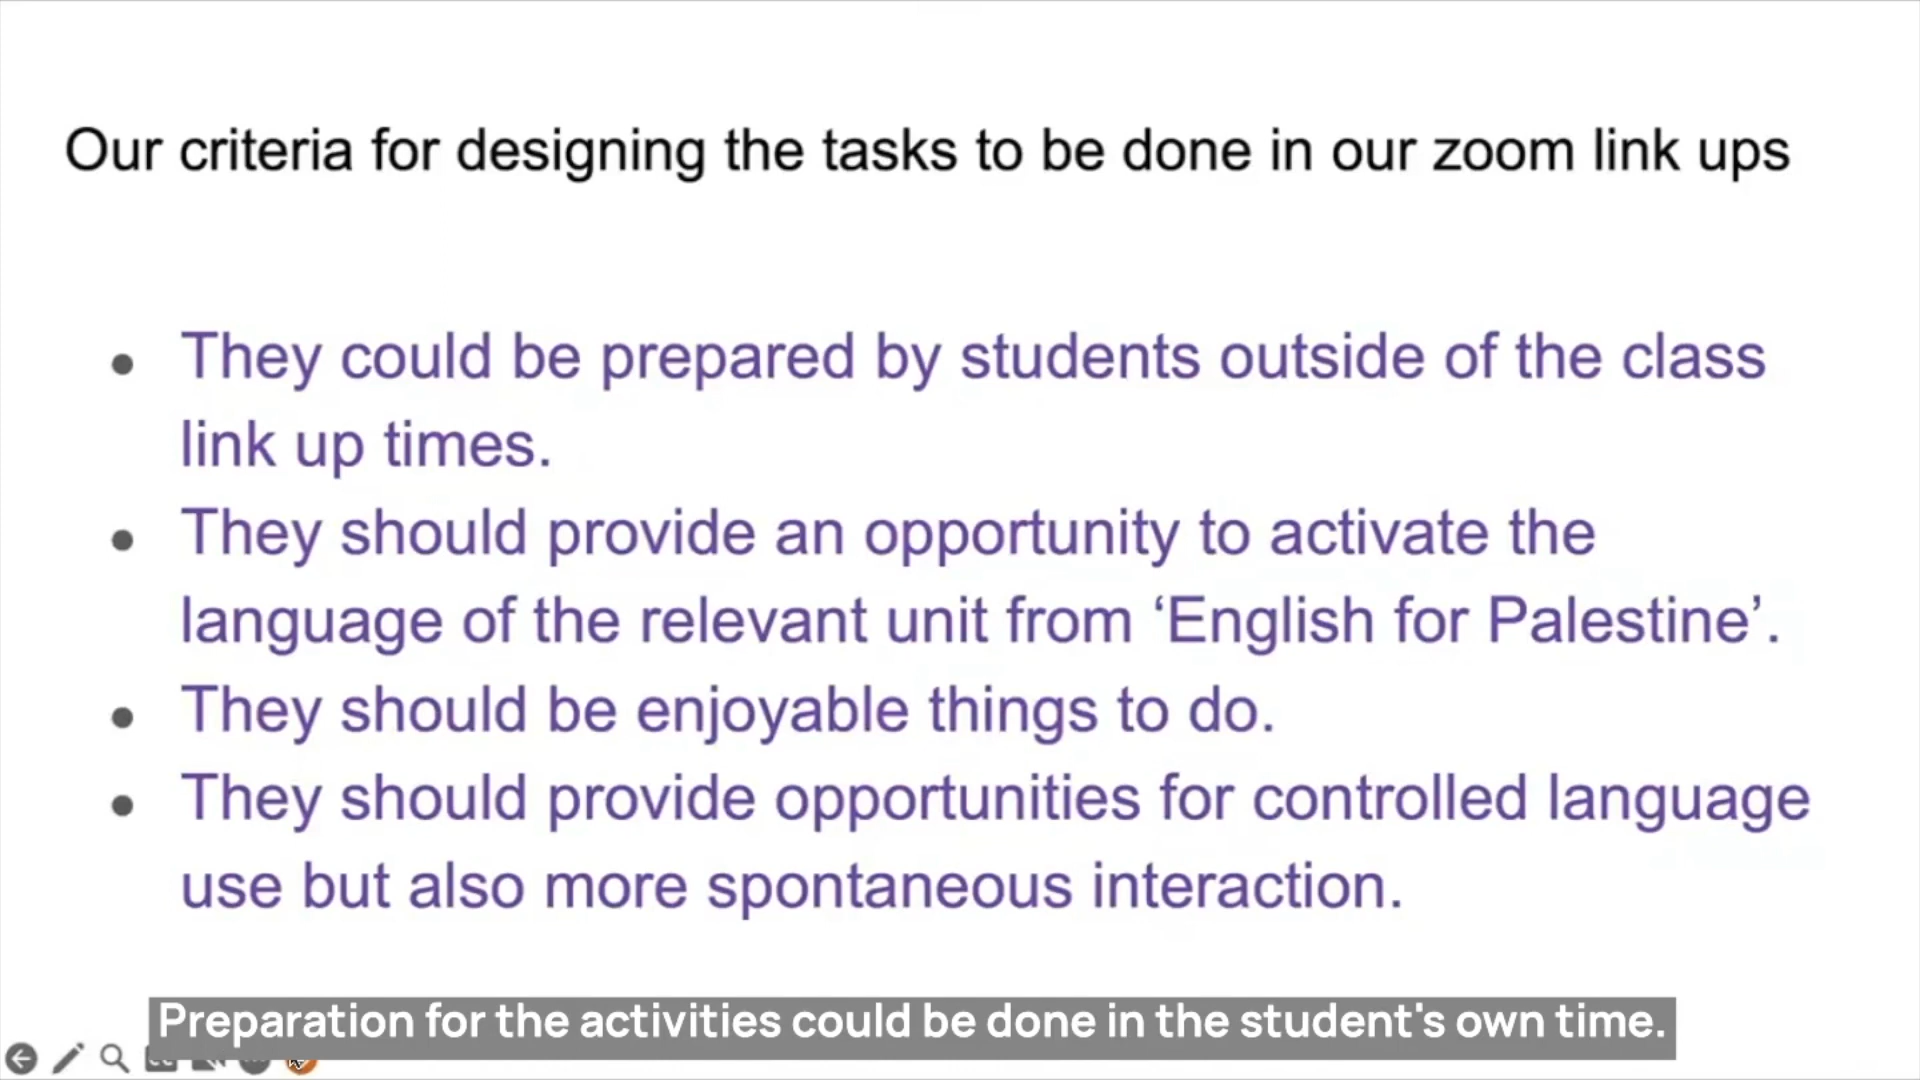 Our criteria for designing the tasks to be done in our zoom link ups
They could be prepared by students outside of the class
link up times.
They should provide an opportunity to activate the
language of the relevant unit from ‘English for Palestine’.
They should be enjoyable things to do.
They should provide opportunities for controlled language
use but also more spontaneous interaction.
Preparation for the activities could be done in the student's own time.